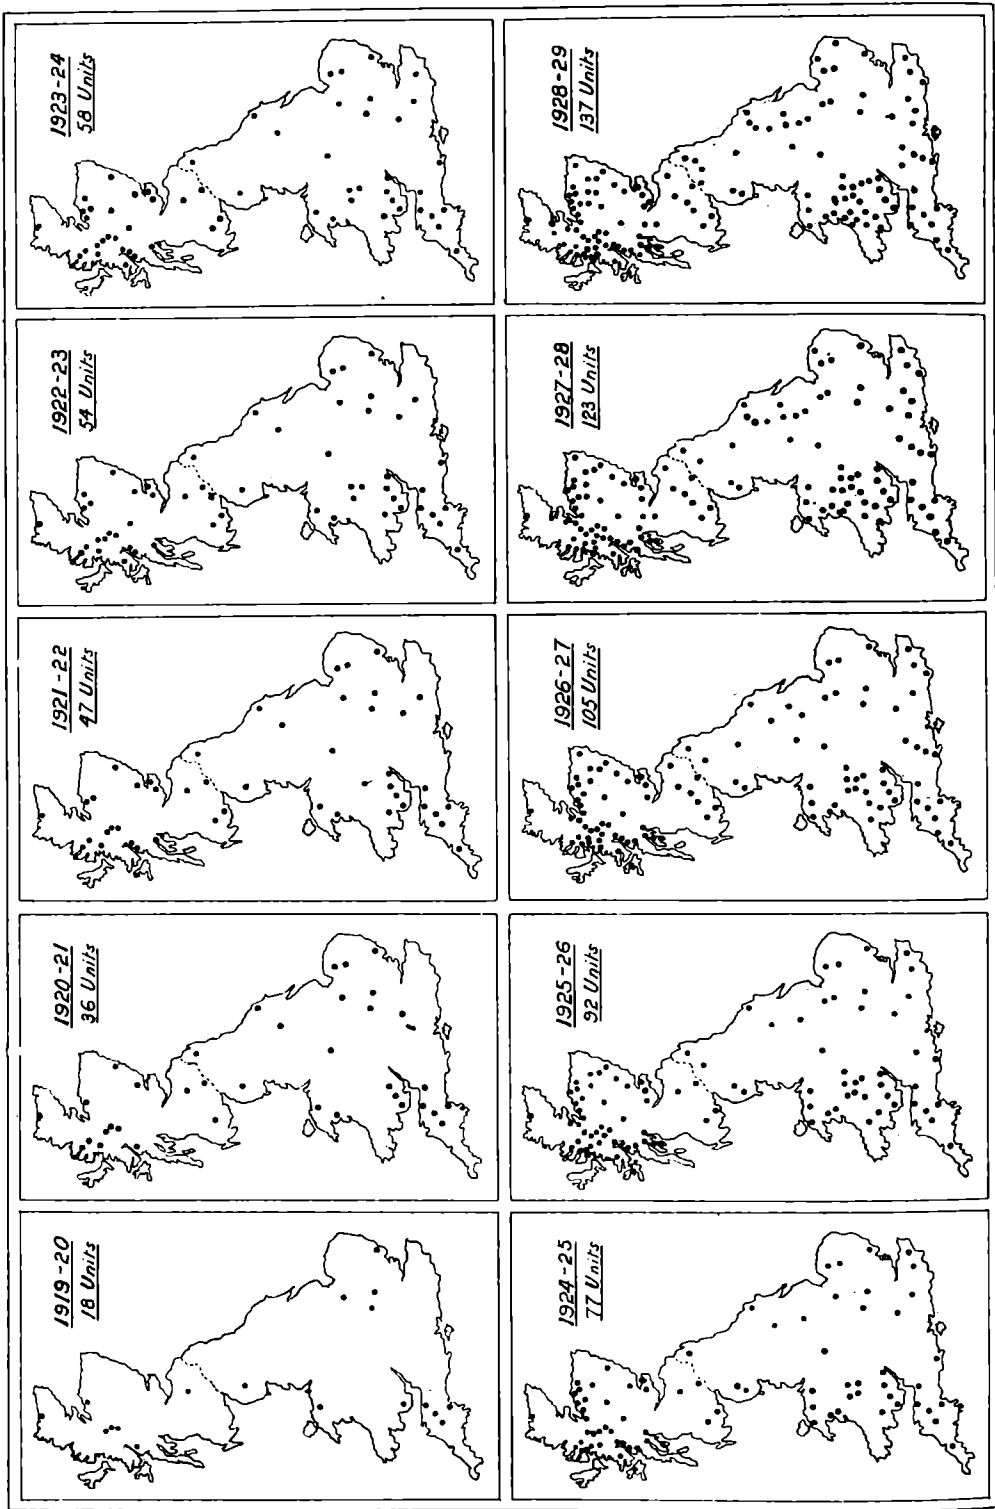 1919-20
18 Units
1920-21
36 Units
1921-22
47 Units
1922-23
54 Units
1923-24
58 Units
1924-25
77 Units
1925-26
92 Units
1926-27
105 Units
1927-28
123 Units
1928-29
137 Units